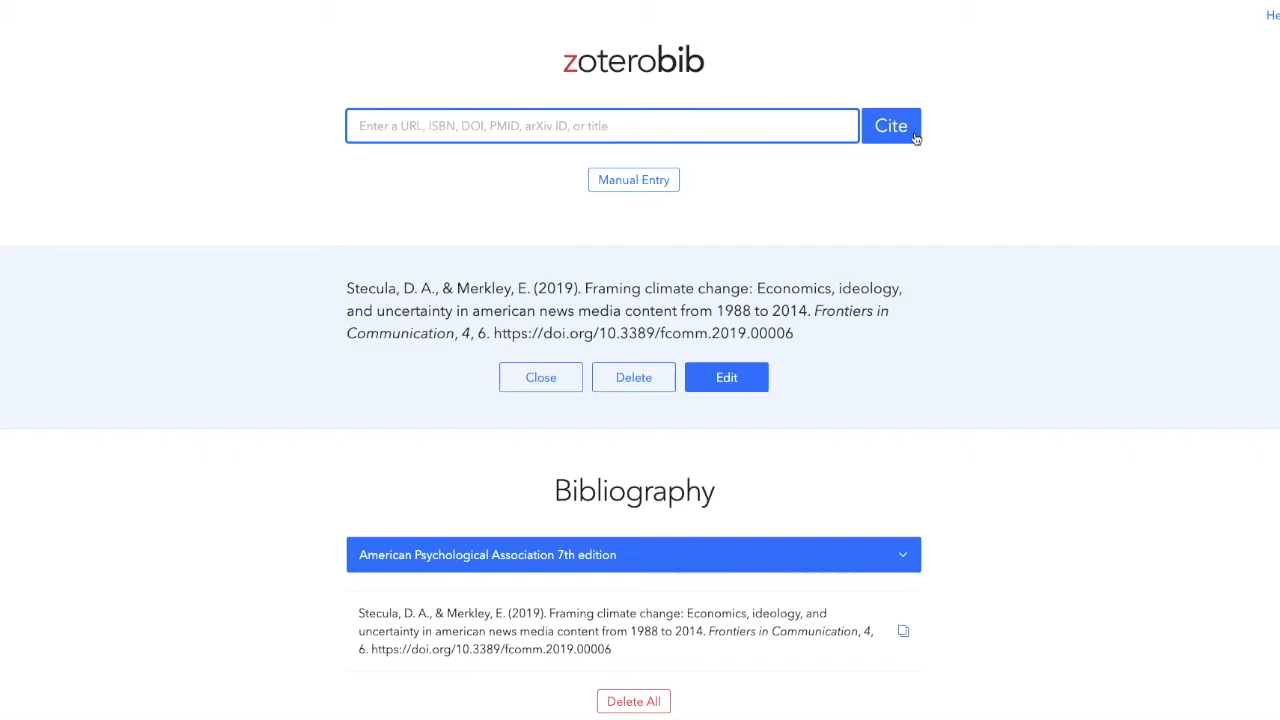 He
zoterobib
Enter a URL, ISBN, DOI, PMID, arXiv ID, or title
Cite
Manual Entry
Stecula, D. A., & Merkley, E. (2019). Framing climate change: Economics, ideology,
and uncertainty in american news media content from 1988 to 2014. Frontiers in
Communication, 4, 6. https://doi.org/10.3389/fcomm.2019.00006
Close
Delete
Edit
Bibliography
American Psychological Association 7th edition
Stecula, D. A., & Merkley, E. (2019). Framing climate change: Economics, ideology, and
uncertainty in american news media content from 1988 to 2014. Frontiers in Communication, 4,
6. https://doi.org/10.3389/fcomm.2019.00006
Delete All